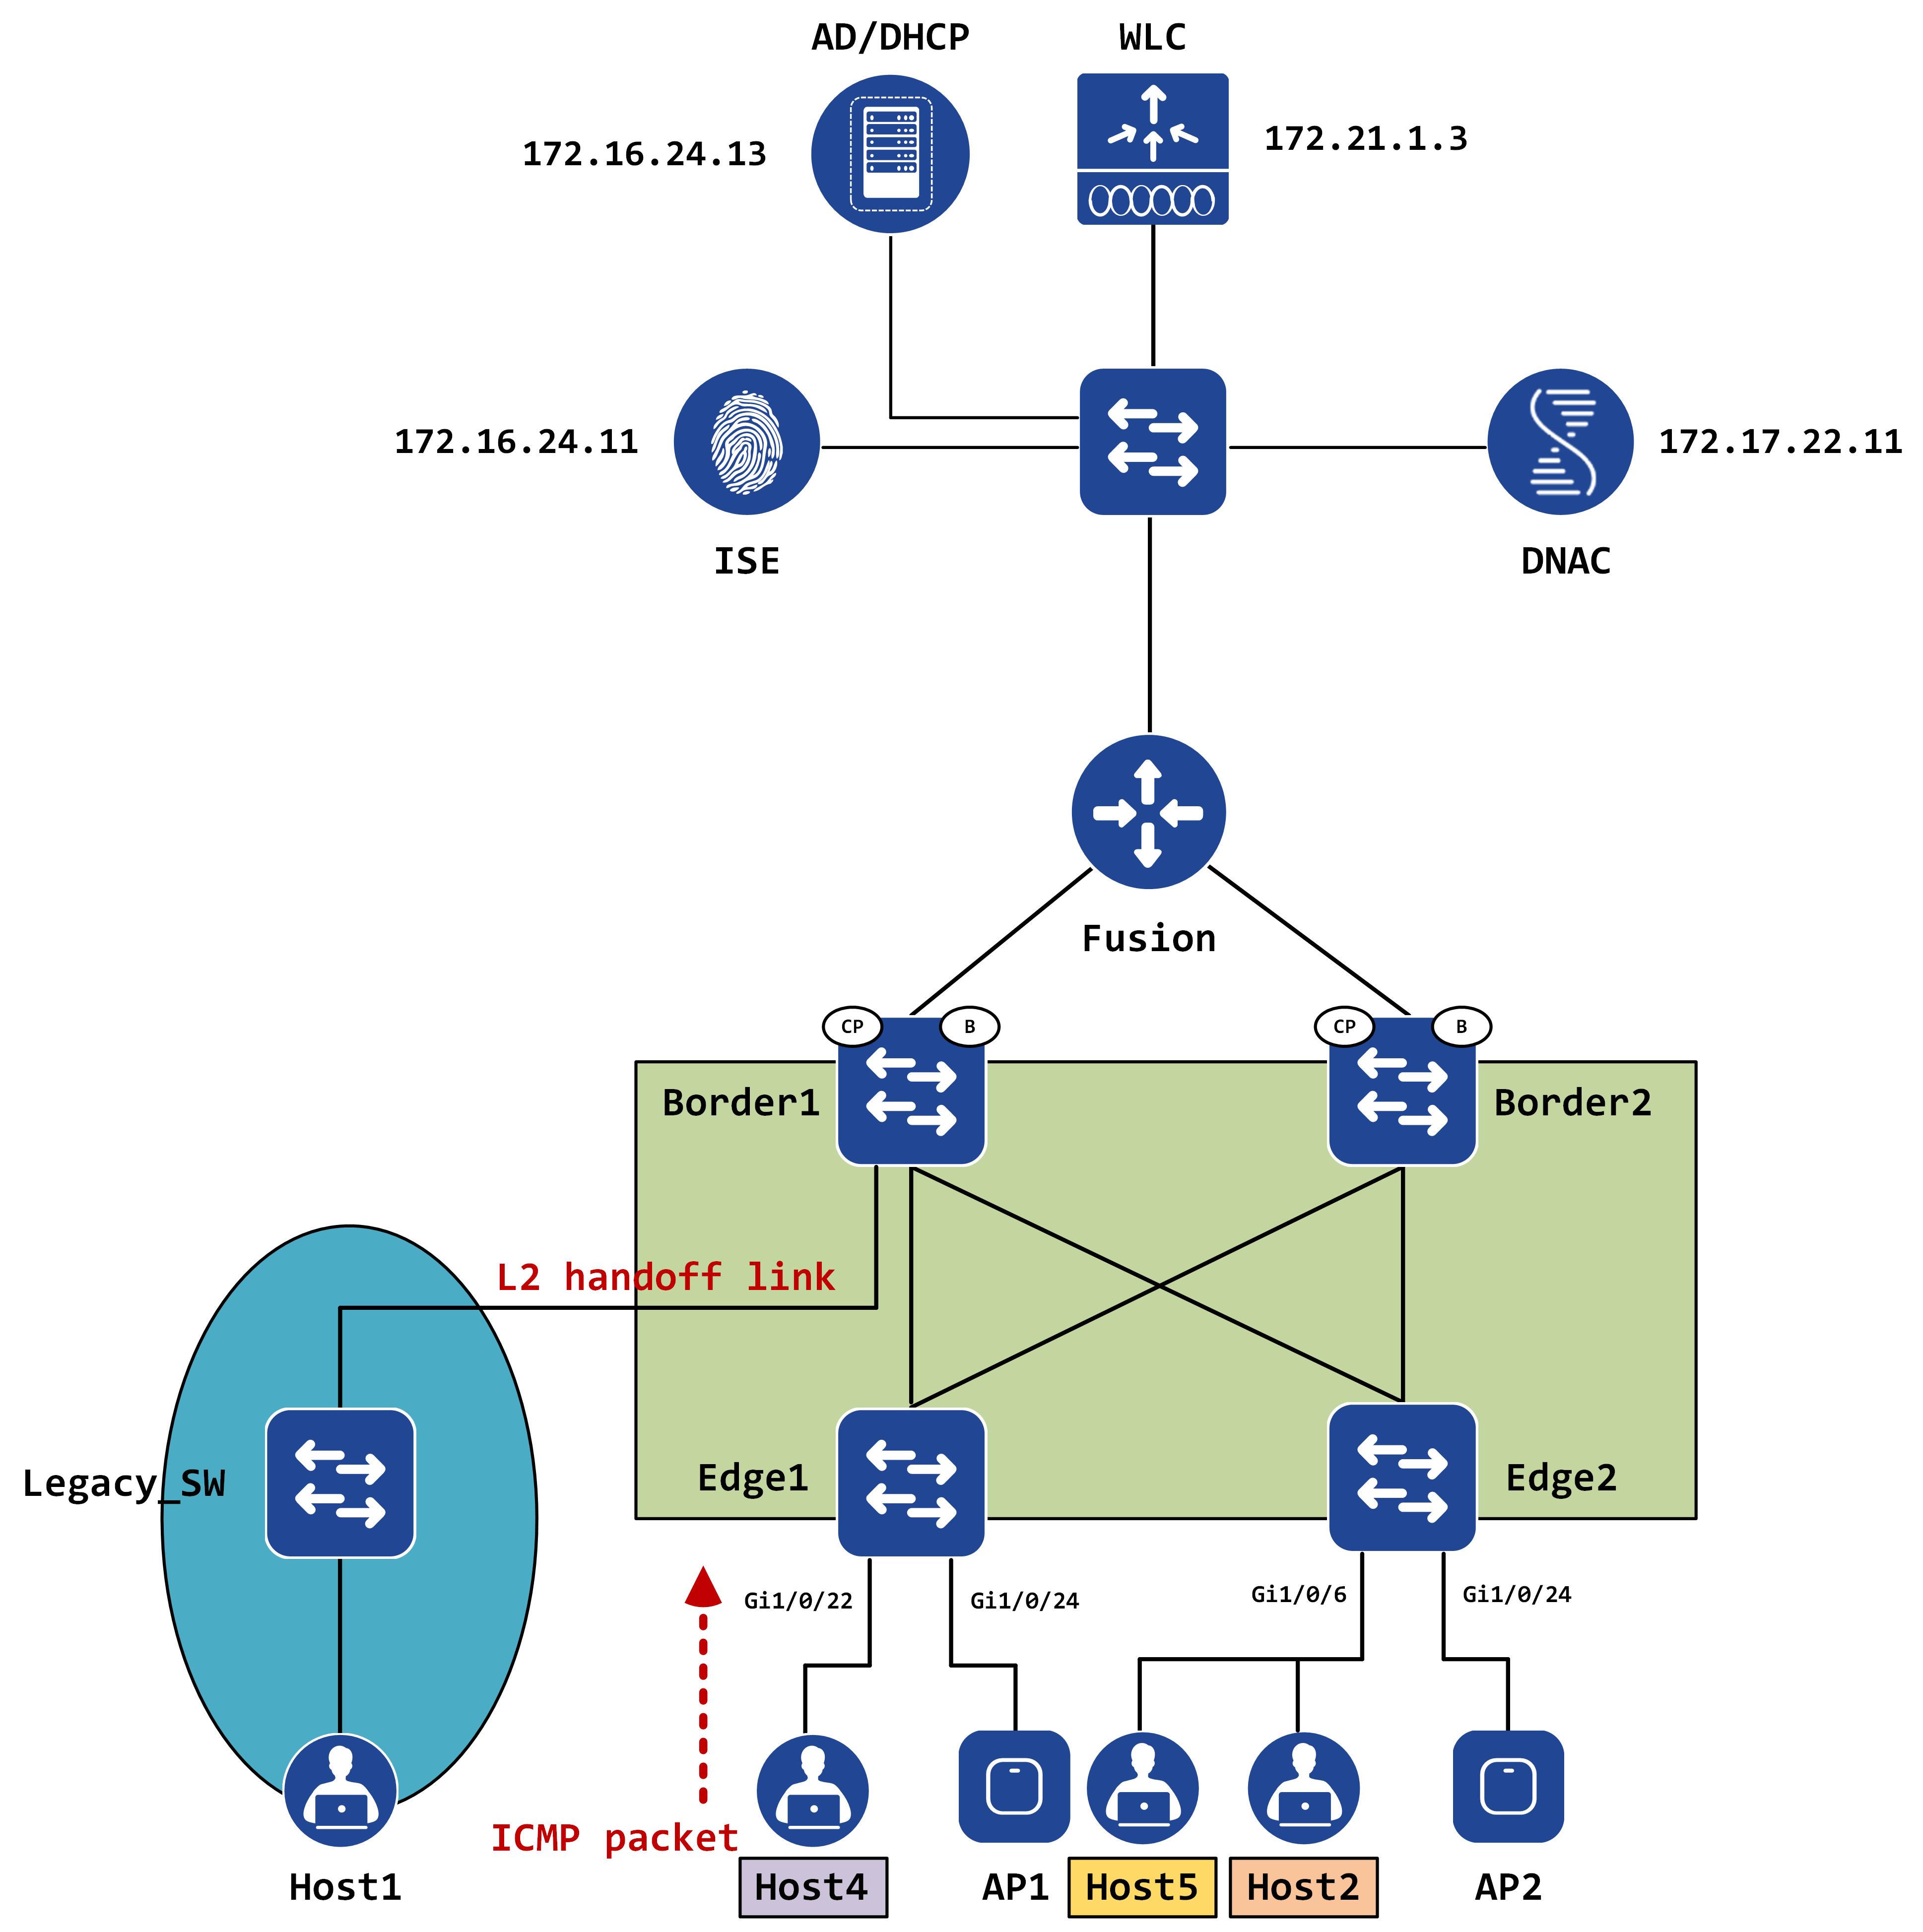 AD/DHCP
WLC
172.16.24.13
172.21.1.3
172.16.24.11
172.17.22.11
ISE
DNAC
Fusion
CP
B
CP
B
Border1
Border2
L2 handoff link
Legacy_SW
Edge1
Edge2
Gi1/0/22
Gi1/0/24
Gi1/0/6
Gi1/0/24
ICMP packet
Host1
Host4
AP1
Host5
Host2
AP2